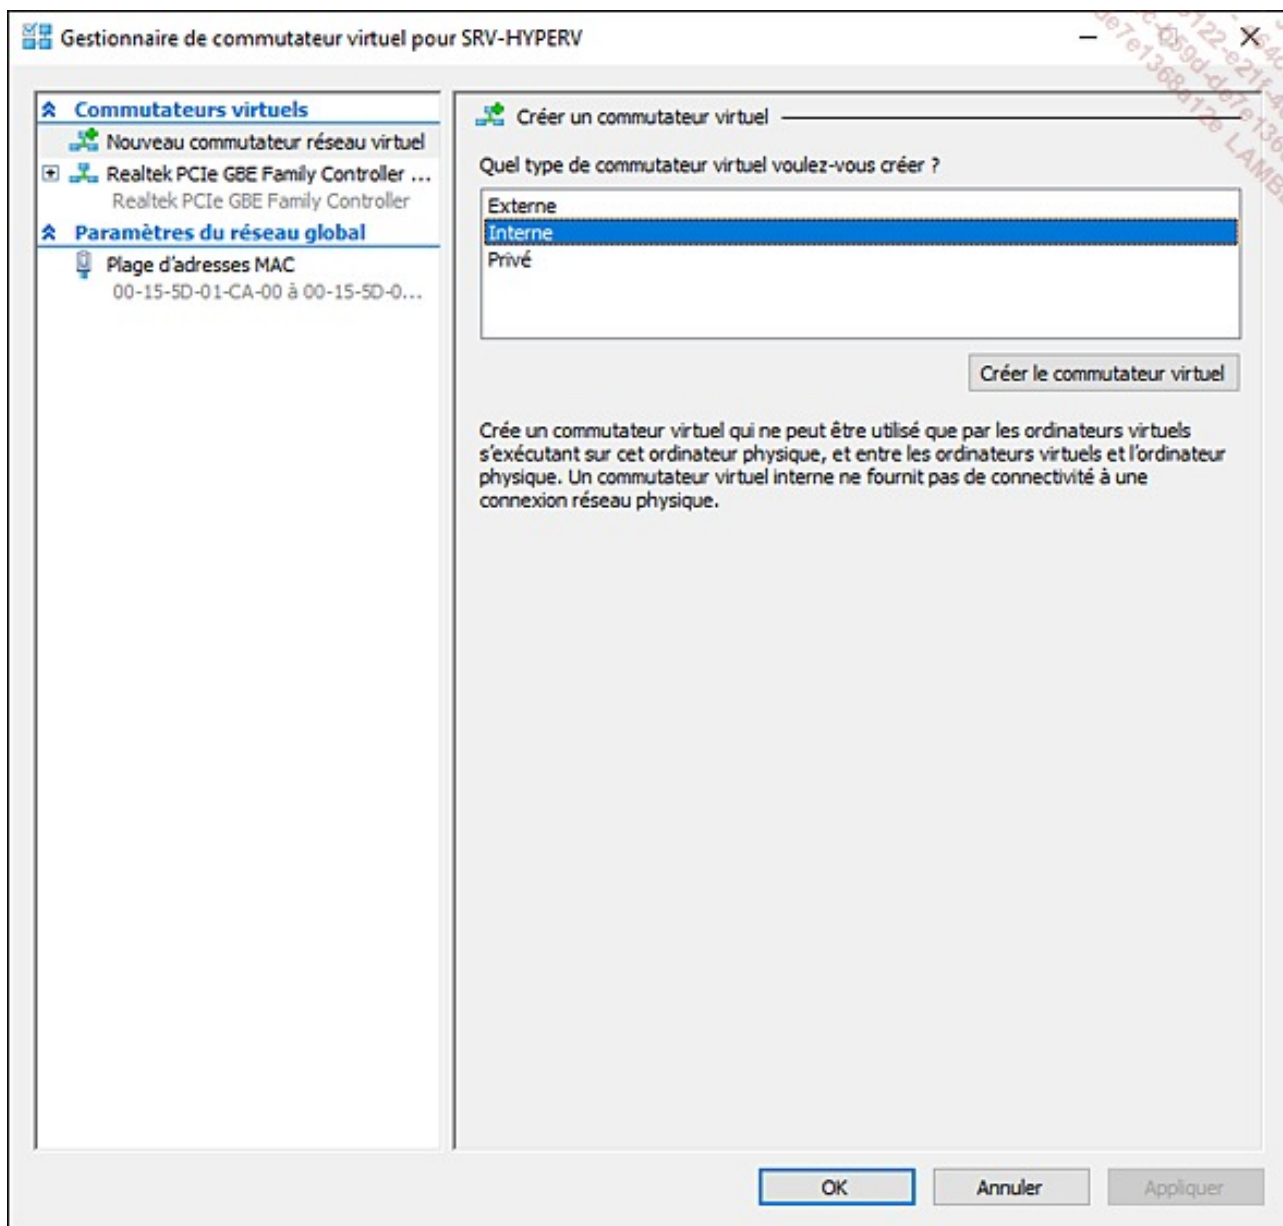 Gestionnaire de commutateur virtuel pour SRV-HYPERV
Commutateurs virtuels
Nouveau commutateur réseau virtuel
Realtek PCIe GBE Family Controller ...
Realtek PCIe GBE Family Controller
Paramètres du réseau global
Plage d'adresses MAC
00-15-5D-01-CA-00 à 00-15-5D-0...
Créer un commutateur virtuel
Quel type de commutateur virtuel voulez-vous créer ?
Externe
Interne
Privé
Créer le commutateur virtuel
Crée un commutateur virtuel qui ne peut être utilisé que par les ordinateurs virtuels
s'exécutant sur cet ordinateur physique, et entre les ordinateurs virtuels et l'ordinateur
physique. Un commutateur virtuel interne ne fournit pas de connectivité à une
connexion réseau physique.
OK
Annuler
Appliquer